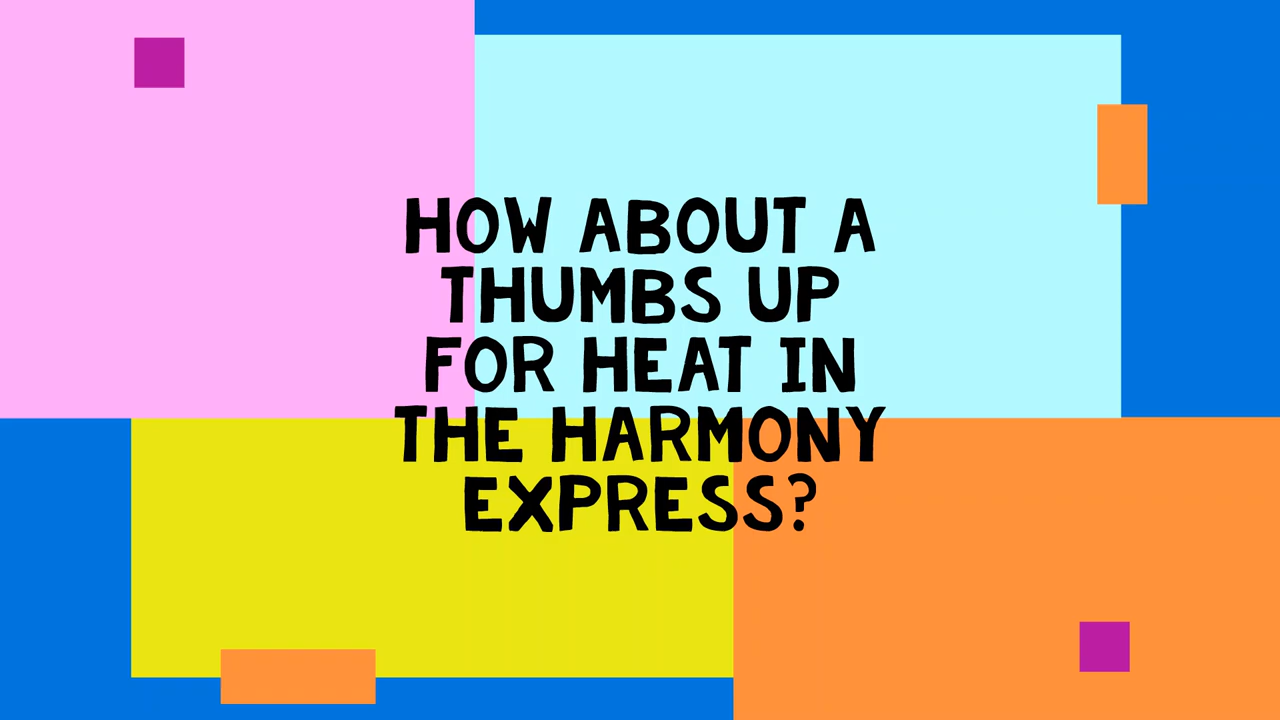 HOW ABOUT A
THUMBS UP
FOR HEAT IN
THE HARMONY
EXPRESS?